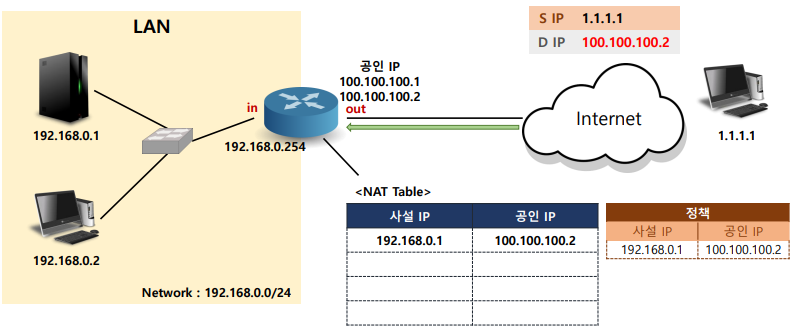 LAN
192.168.0.1
192.168.0.2
Network : 192.168.0.0/24
in
192.168.0.254
공인 IP
100.100.100.1
100.100.100.2
out
S IP 1.1.1.1
D IP 100.100.100.2
Internet
1.1.1.1
<NAT Table>
사설 IP 공인 IP
192.168.0.1 100.100.100.2
정책
사설 IP 공인 IP
192.168.0.1 100.100.100.2